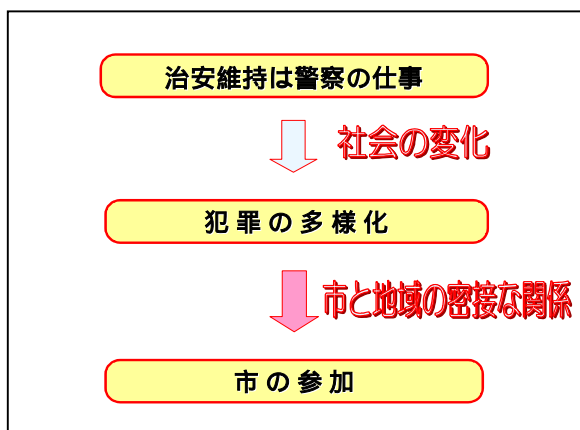 治安維持は警察の仕事
社会の変化
犯罪の多様化
市と地域の密接な関係
市の参加